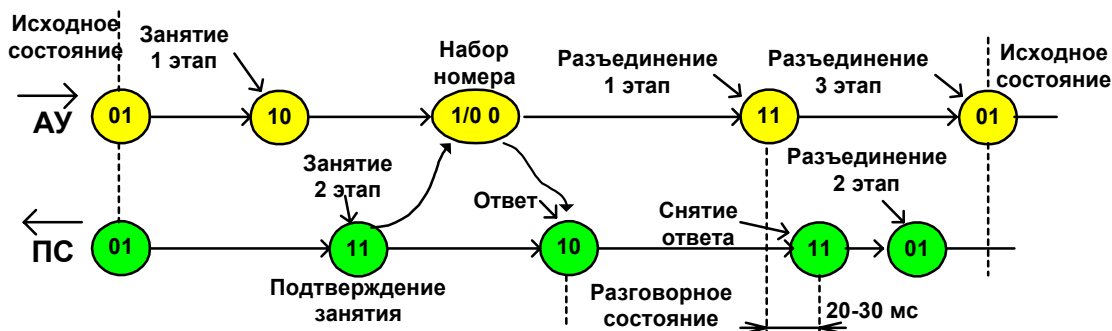 Исходное
состояние
Занятие
1 этап
Набор
номера
Разъединение
1 этап
Разъединение
3 этап
Исходное
состояние
АУ
01
10
1/0 0
11
01
Занятие
2 этап
Ответ
Снятие
ответа
Разъединение
2 этап
ПС
01
11
10
11
01
Подтверждение
занятия
Разговорное
состояние
20-30 мс